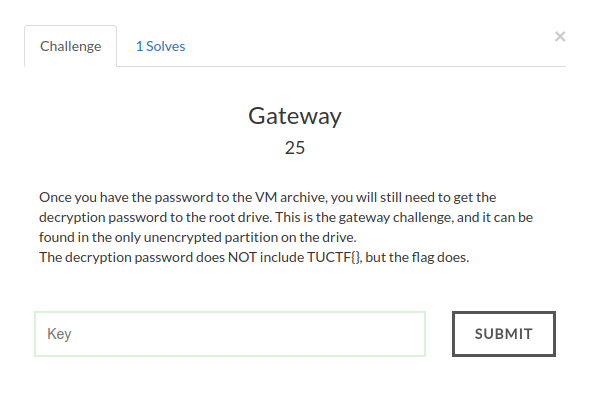 Challenge
1 Solves
×
Gateway
25
Once you have the password to the VM archive, you will still need to get the
decryption password to the root drive. This is the gateway challenge, and it can be
found in the only unencrypted partition on the drive.
The decryption password does NOT include TUCTF{}, but the flag does.
Key
SUBMIT